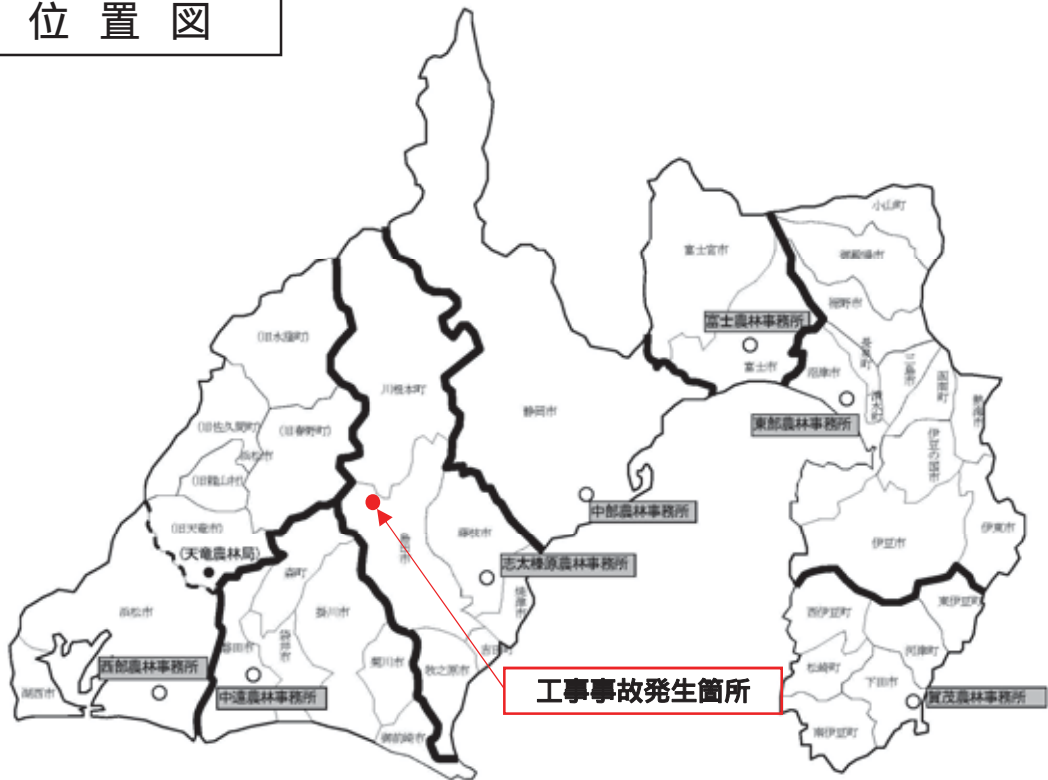 位置図
小山町
富士宮市
御殿場市
裾野市
富士農林事務所
(旧水窪町)
長泉町
三島市
函南町
富士市
沼津市
清水町
熱海市
川根本町
静岡市
東部農林事務所
(旧佐久間町)
(旧春野町)
浜松市
伊豆の国市
(旧龍山村)
中部農林事務所
(旧天竜市)
島田市
藤枝市
伊東市
伊豆市
(天竜農林局)
志太榛原農林事務所
森町
焼津市
浜松市
掛川市
西伊豆町
東伊豆町
磐田市
袋井市
吉田町
河津町
西部農林事務所
菊川市
牧之原市
松崎町
下田市
湖西市
中遠農林事務所
工事事故発生箇所
賀茂農林事務所
御前崎市
南伊豆町